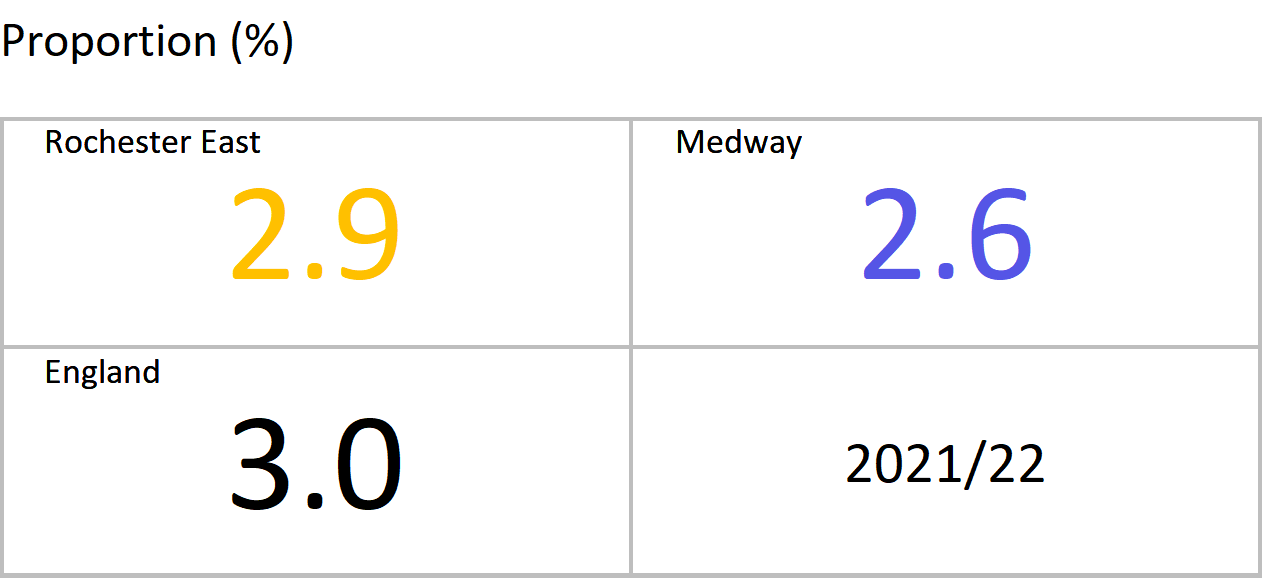 Proportion (%)
Rochester East
2.9
Medway
2.6
England
3.0
2021/22